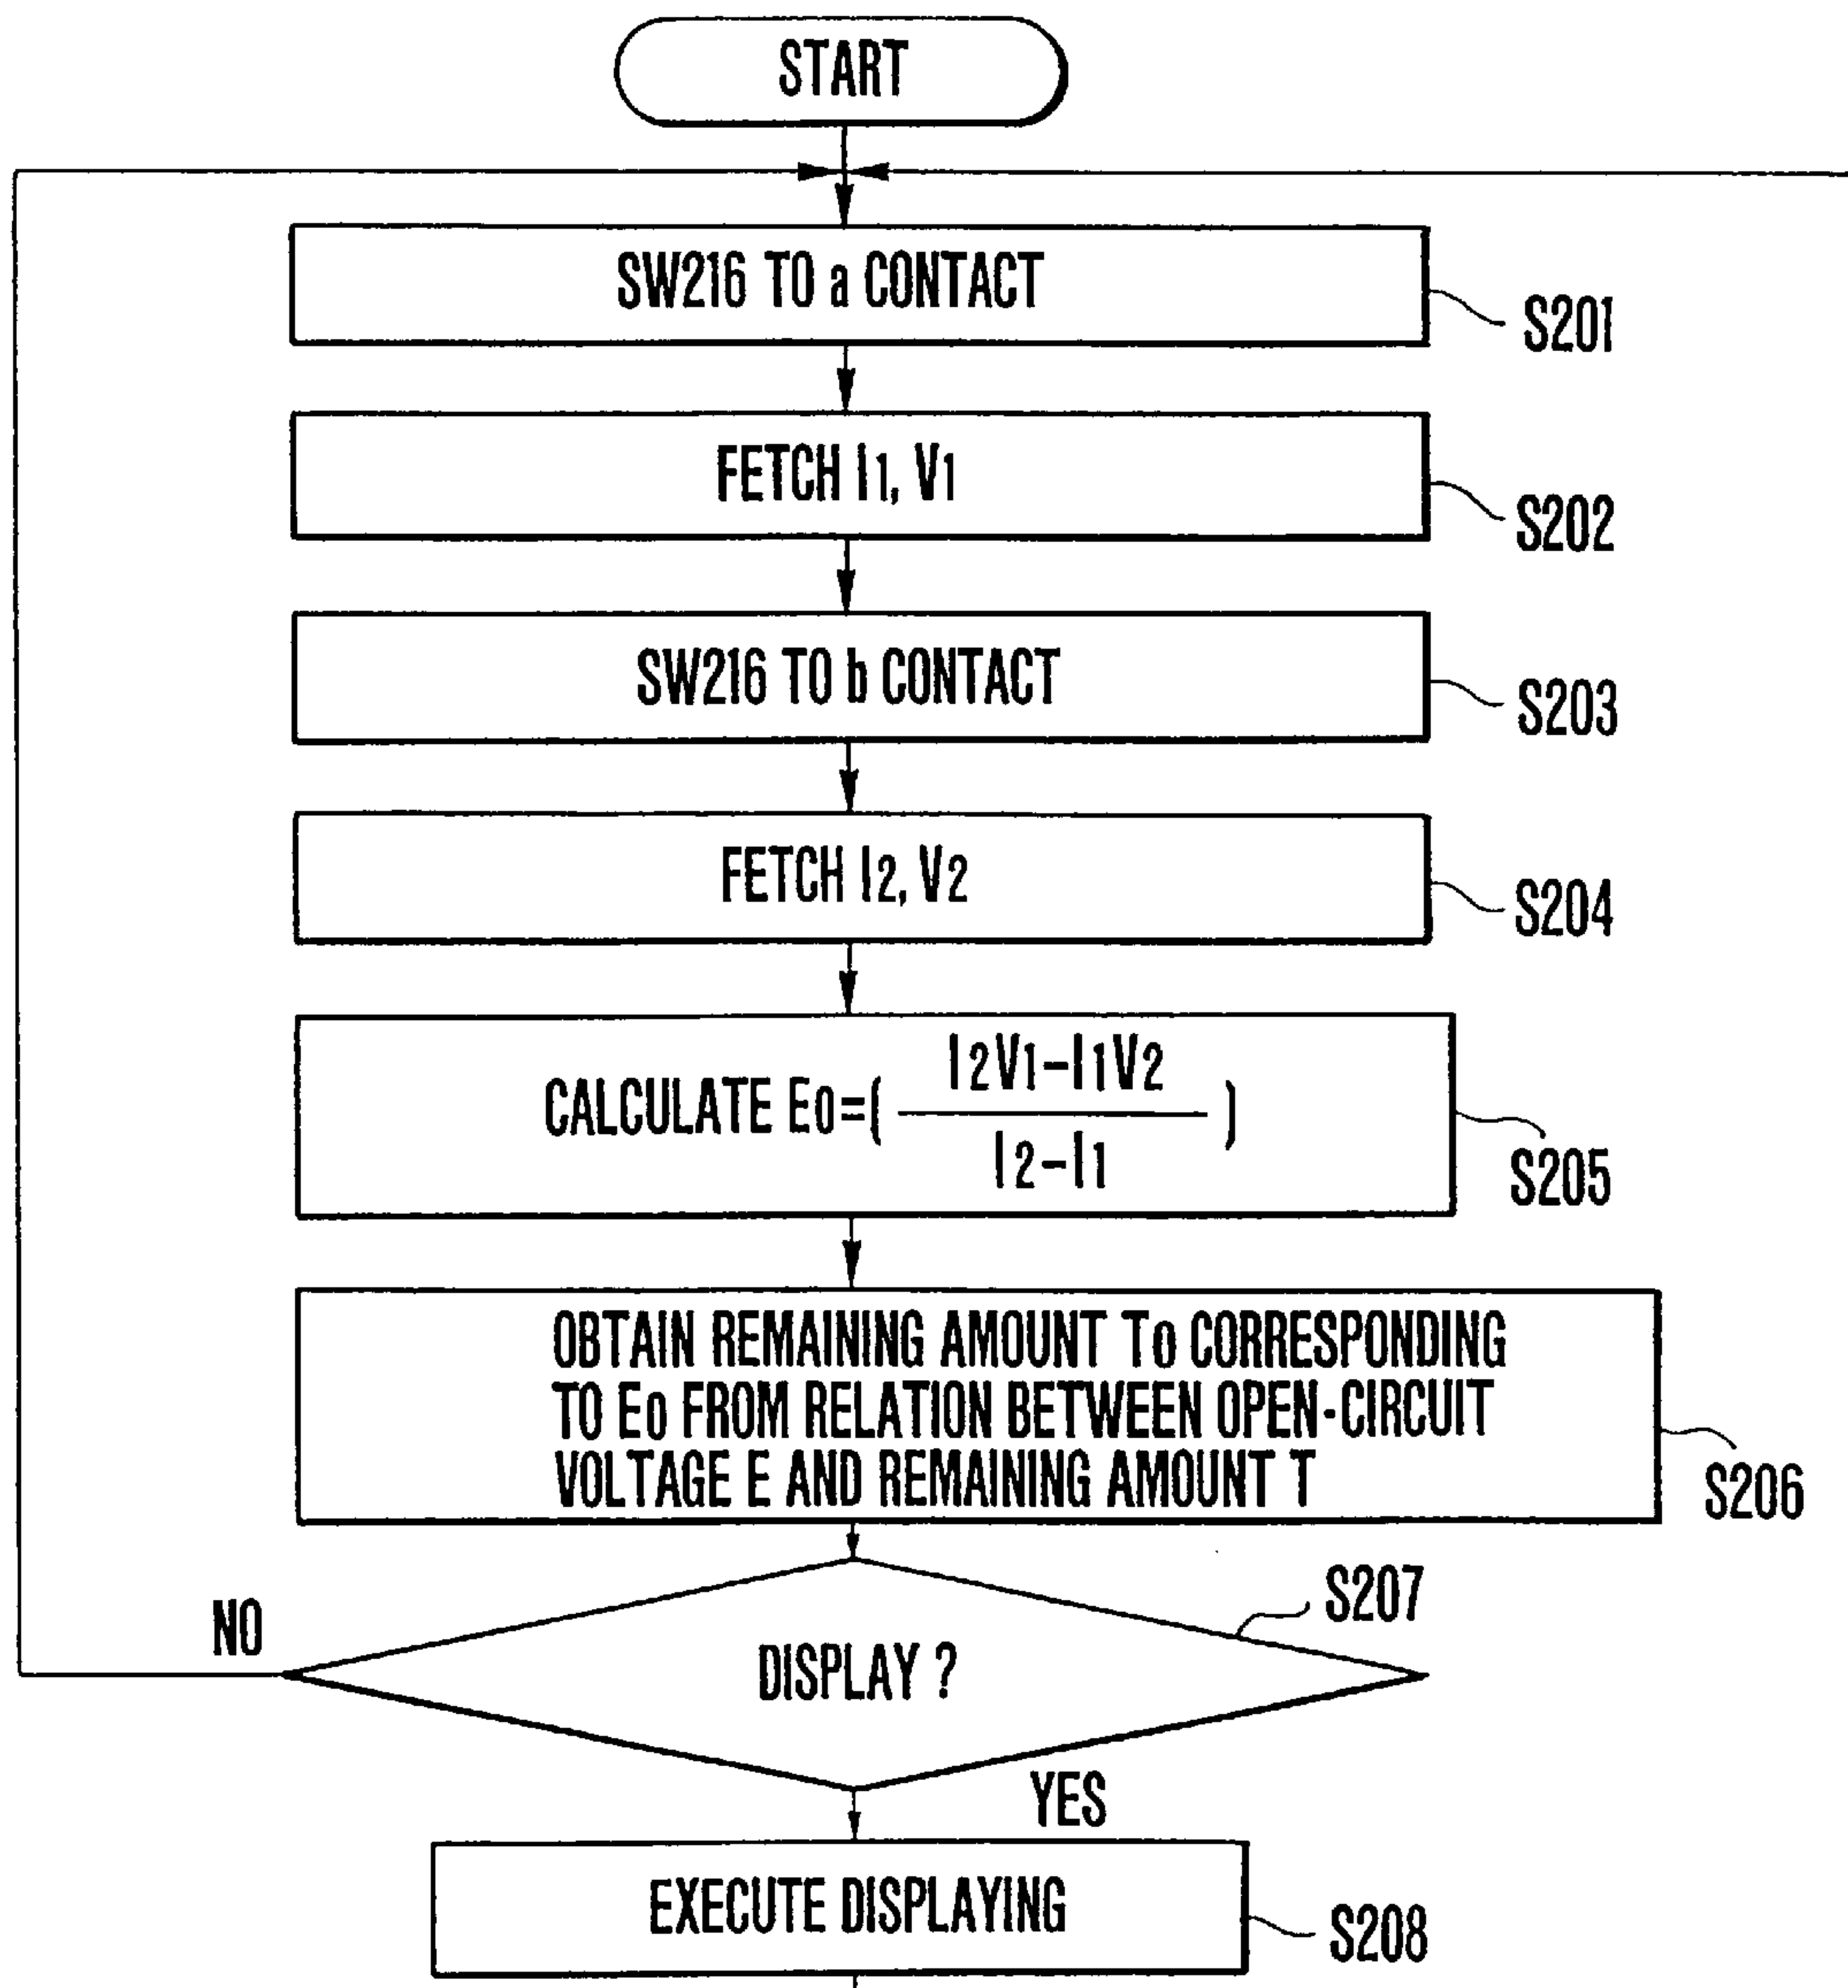 START
SW216 TO a CONTACT
S201
FETCH I1, V1
S202
SW216 TO b CONTACT
S203
FETCH I2, V2
S204
CALCULATE E0=( I2V1-I1V2 / I2-I1 )
S205
OBTAIN REMAINING AMOUNT T0 CORRESPONDING
TO E0 FROM RELATION BETWEEN OPEN-CIRCUIT
VOLTAGE E AND REMAINING AMOUNT T
S206
S207
NO
DISPLAY ?
YES
EXECUTE DISPLAYING
S208